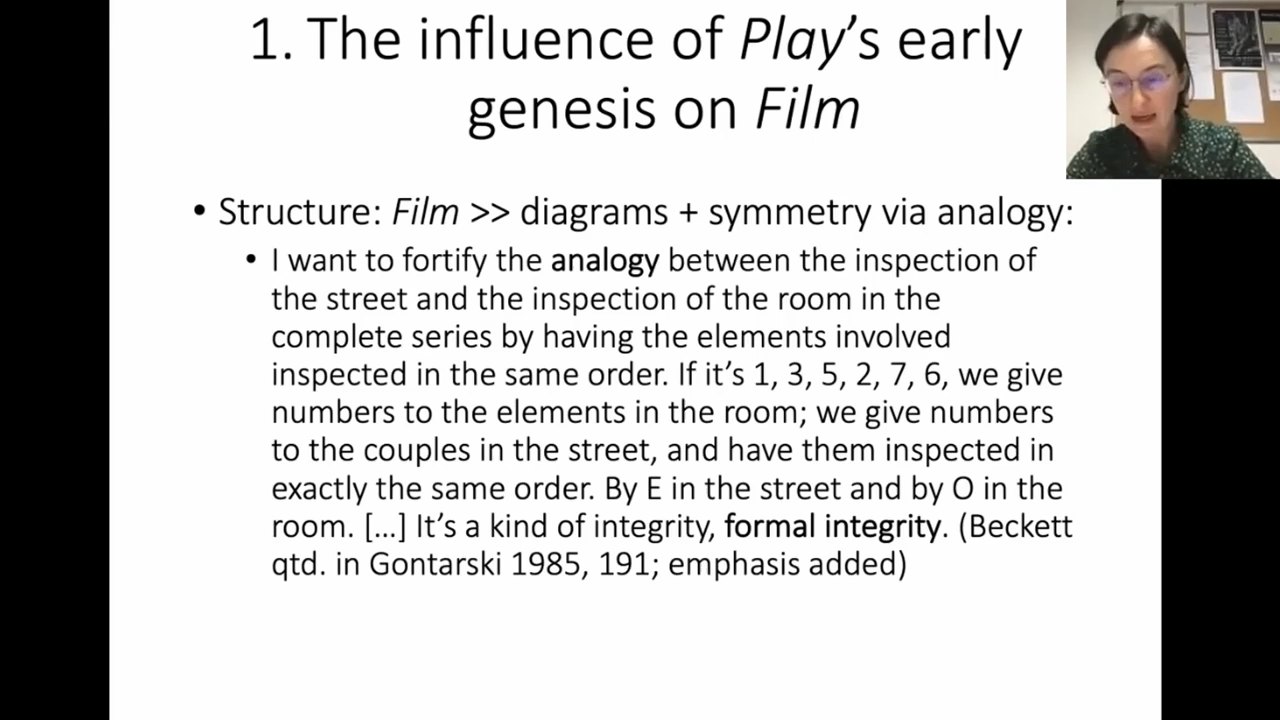 1. The influence of Play’s early
genesis on Film
• Structure: Film >> diagrams + symmetry via analogy:
• I want to fortify the analogy between the inspection of
the street and the inspection of the room in the
complete series by having the elements involved
inspected in the same order. If it’s 1, 3, 5, 2, 7, 6, we give
numbers to the elements in the room; we give numbers
to the couples in the street, and have them inspected in
exactly the same order. By E in the street and by O in the
room. […] It’s a kind of integrity, formal integrity. (Beckett
qtd. in Gontarski 1985, 191; emphasis added)